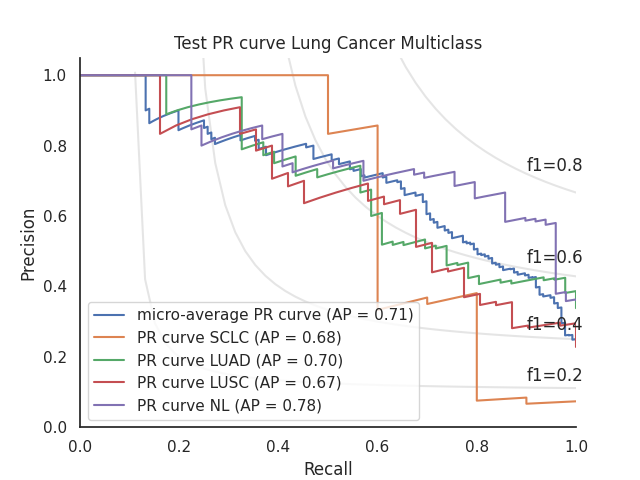 Test PR curve Lung Cancer Multiclass
1.0
0.8
0.6
0.4
0.2
0.0
Precision
f1=0.8
f1=0.6
f1=0.4
f1=0.2
micro-average PR curve (AP = 0.71)
PR curve SCLC (AP = 0.68)
PR curve LUAD (AP = 0.70)
PR curve LUSC (AP = 0.67)
PR curve NL (AP = 0.78)
0.0 0.2 0.4 0.6 0.8 1.0
Recall